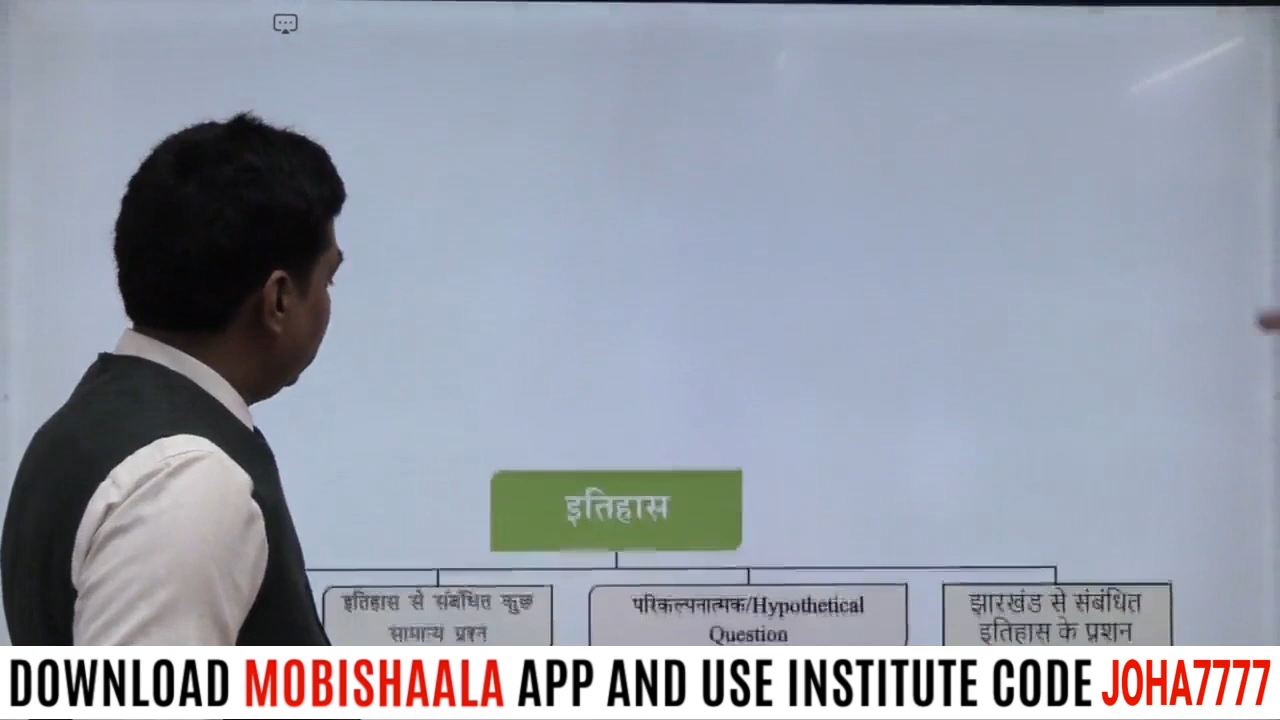 इतिहास
इतिहास से संबंधित कुछ
सामान्य प्रश्न
परिकल्पनात्मक/Hypothetical
Question
झारखंड से संबंधित
इतिहास के प्रशन
DOWNLOAD MOBISHAALA APP AND USE INSTITUTE CODE JOHA7777